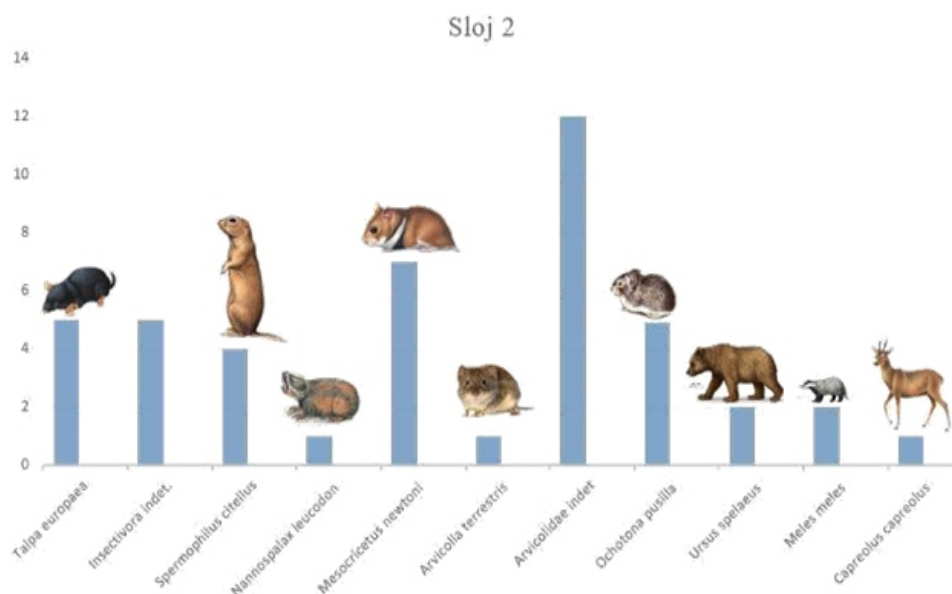 Sloj 2
14
12
10
8
6
4
2
0
Talpa europaea
Insectivora indet.
Spermophilus citellus
Nannospalax leucodon
Mesocricetus newtoni
Arvicolla terrestris
Arvicolidae indet
Ochotona pusilla
Ursus spelaeus
Meles meles
Capreolus capreolus